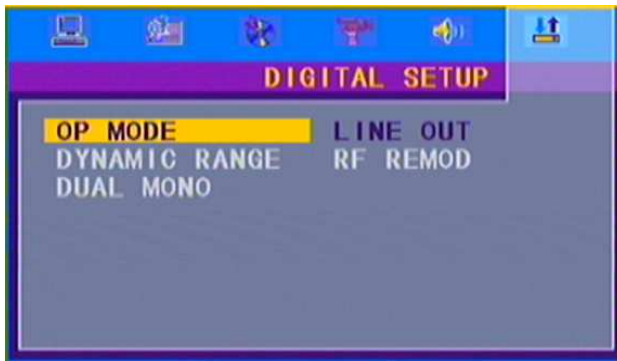 DIGITAL SETUP
OP MODE LINE OUT
DYNAMIC RANGE RF REMOD
DUAL MONO